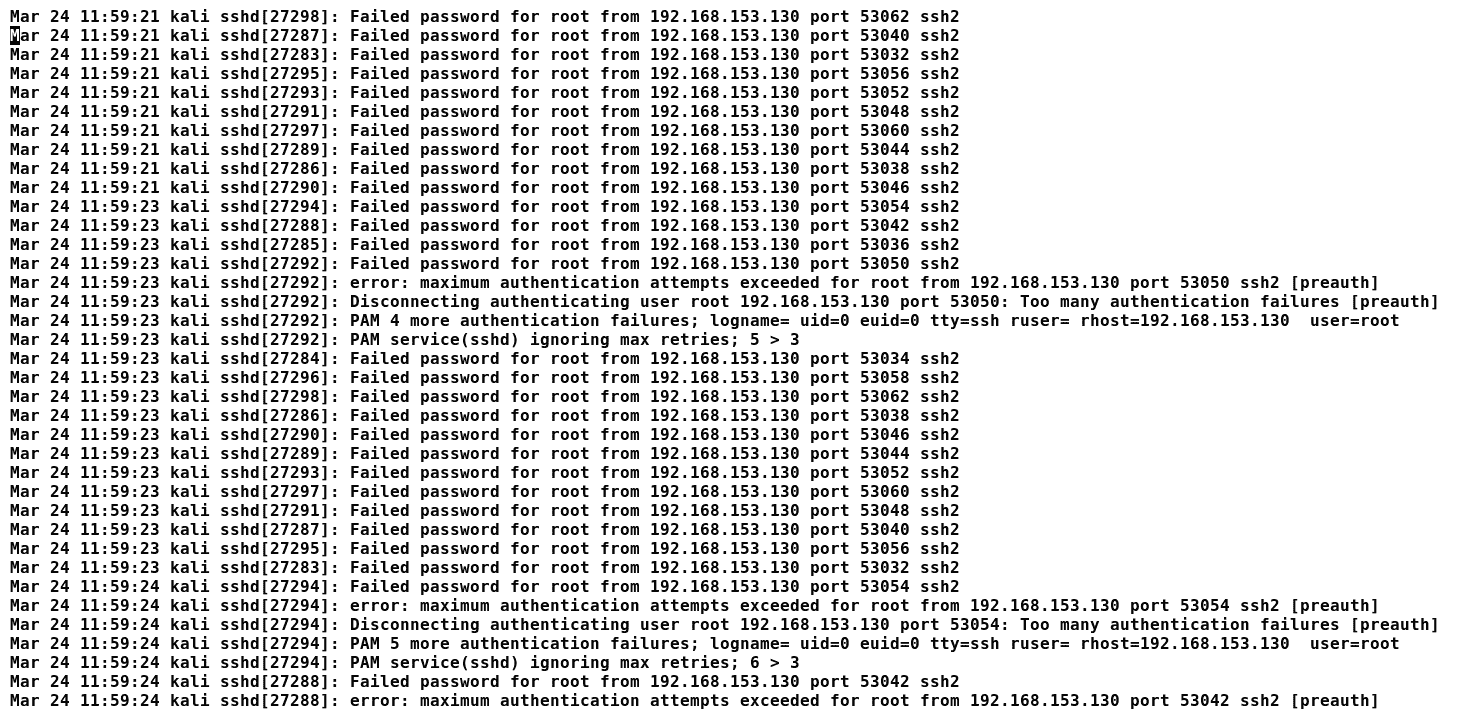 Mar 24 11:59:21 kali sshd[27298]: Failed password for root from 192.168.153.130 port 53062 ssh2
Mar 24 11:59:21 kali sshd[27287]: Failed password for root from 192.168.153.130 port 53040 ssh2
Mar 24 11:59:21 kali sshd[27283]: Failed password for root from 192.168.153.130 port 53032 ssh2
Mar 24 11:59:21 kali sshd[27295]: Failed password for root from 192.168.153.130 port 53056 ssh2
Mar 24 11:59:21 kali sshd[27293]: Failed password for root from 192.168.153.130 port 53052 ssh2
Mar 24 11:59:21 kali sshd[27291]: Failed password for root from 192.168.153.130 port 53048 ssh2
Mar 24 11:59:21 kali sshd[27297]: Failed password for root from 192.168.153.130 port 53060 ssh2
Mar 24 11:59:21 kali sshd[27289]: Failed password for root from 192.168.153.130 port 53044 ssh2
Mar 24 11:59:21 kali sshd[27286]: Failed password for root from 192.168.153.130 port 53038 ssh2
Mar 24 11:59:21 kali sshd[27290]: Failed password for root from 192.168.153.130 port 53046 ssh2
Mar 24 11:59:23 kali sshd[27294]: Failed password for root from 192.168.153.130 port 53054 ssh2
Mar 24 11:59:23 kali sshd[27288]: Failed password for root from 192.168.153.130 port 53042 ssh2
Mar 24 11:59:23 kali sshd[27285]: Failed password for root from 192.168.153.130 port 53036 ssh2
Mar 24 11:59:23 kali sshd[27292]: Failed password for root from 192.168.153.130 port 53050 ssh2
Mar 24 11:59:23 kali sshd[27292]: error: maximum authentication attempts exceeded for root from 192.168.153.130 port 53050 ssh2 [preauth]
Mar 24 11:59:23 kali sshd[27292]: Disconnecting authenticating user root 192.168.153.130 port 53050: Too many authentication failures [preauth]
Mar 24 11:59:23 kali sshd[27292]: PAM 4 more authentication failures; logname= uid=0 euid=0 tty=ssh ruser= rhost=192.168.153.130  user=root
Mar 24 11:59:23 kali sshd[27292]: PAM service(sshd) ignoring max retries; 5 > 3
Mar 24 11:59:23 kali sshd[27284]: Failed password for root from 192.168.153.130 port 53034 ssh2
Mar 24 11:59:23 kali sshd[27296]: Failed password for root from 192.168.153.130 port 53058 ssh2
Mar 24 11:59:23 kali sshd[27298]: Failed password for root from 192.168.153.130 port 53062 ssh2
Mar 24 11:59:23 kali sshd[27286]: Failed password for root from 192.168.153.130 port 53038 ssh2
Mar 24 11:59:23 kali sshd[27290]: Failed password for root from 192.168.153.130 port 53046 ssh2
Mar 24 11:59:23 kali sshd[27289]: Failed password for root from 192.168.153.130 port 53044 ssh2
Mar 24 11:59:23 kali sshd[27293]: Failed password for root from 192.168.153.130 port 53052 ssh2
Mar 24 11:59:23 kali sshd[27297]: Failed password for root from 192.168.153.130 port 53060 ssh2
Mar 24 11:59:23 kali sshd[27291]: Failed password for root from 192.168.153.130 port 53048 ssh2
Mar 24 11:59:23 kali sshd[27287]: Failed password for root from 192.168.153.130 port 53040 ssh2
Mar 24 11:59:23 kali sshd[27295]: Failed password for root from 192.168.153.130 port 53056 ssh2
Mar 24 11:59:23 kali sshd[27283]: Failed password for root from 192.168.153.130 port 53032 ssh2
Mar 24 11:59:24 kali sshd[27294]: Failed password for root from 192.168.153.130 port 53054 ssh2
Mar 24 11:59:24 kali sshd[27294]: error: maximum authentication attempts exceeded for root from 192.168.153.130 port 53054 ssh2 [preauth]
Mar 24 11:59:24 kali sshd[27294]: Disconnecting authenticating user root 192.168.153.130 port 53054: Too many authentication failures [preauth]
Mar 24 11:59:24 kali sshd[27294]: PAM 5 more authentication failures; logname= uid=0 euid=0 tty=ssh ruser= rhost=192.168.153.130  user=root
Mar 24 11:59:24 kali sshd[27294]: PAM service(sshd) ignoring max retries; 6 > 3
Mar 24 11:59:24 kali sshd[27288]: Failed password for root from 192.168.153.130 port 53042 ssh2
Mar 24 11:59:24 kali sshd[27288]: error: maximum authentication attempts exceeded for root from 192.168.153.130 port 53042 ssh2 [preauth]